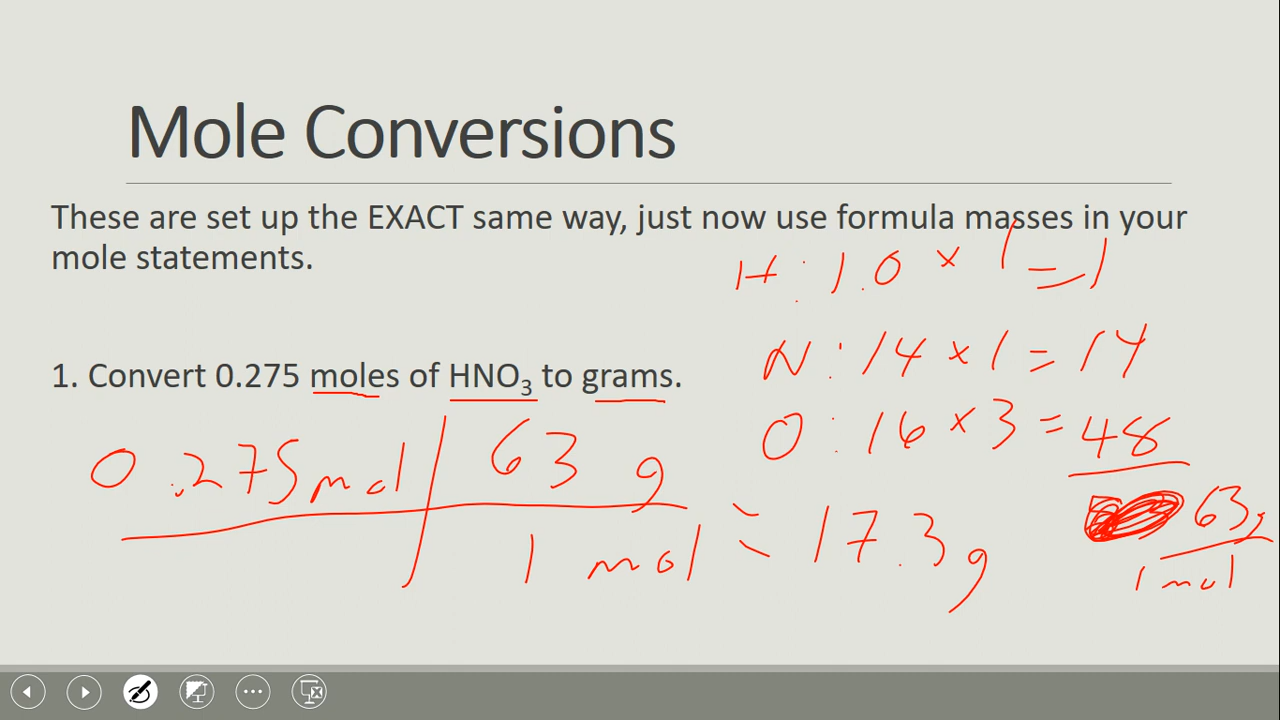 Mole Conversions
These are set up the EXACT same way, just now use formula masses in your
mole statements.
H: 1.0 × 1 = 1
N: 14 × 1 = 14
1. Convert 0.275 moles of HNO₃ to grams.
O: 16 × 3 = 48
0.275 mol | 63 g
1 mol
= 17.3 g
63 g
1 mol